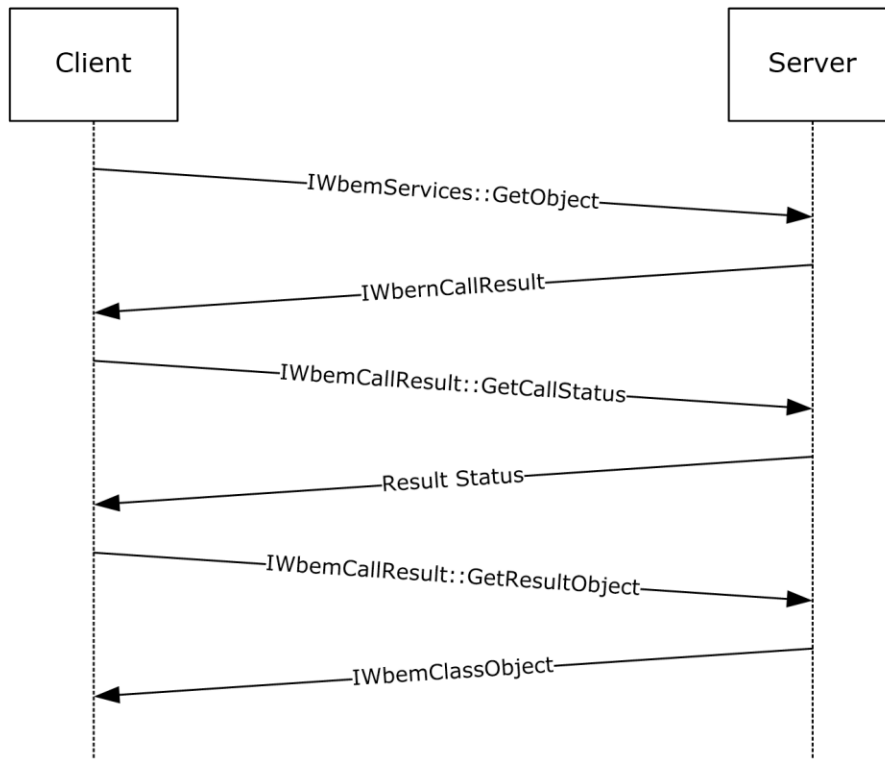 Client
Server
IWbemServices::GetObject
IWbernCallResult
IWbemCallResult::GetCallStatus
Result Status
IWbemCallResult::GetResultObject
IWbemClassObject